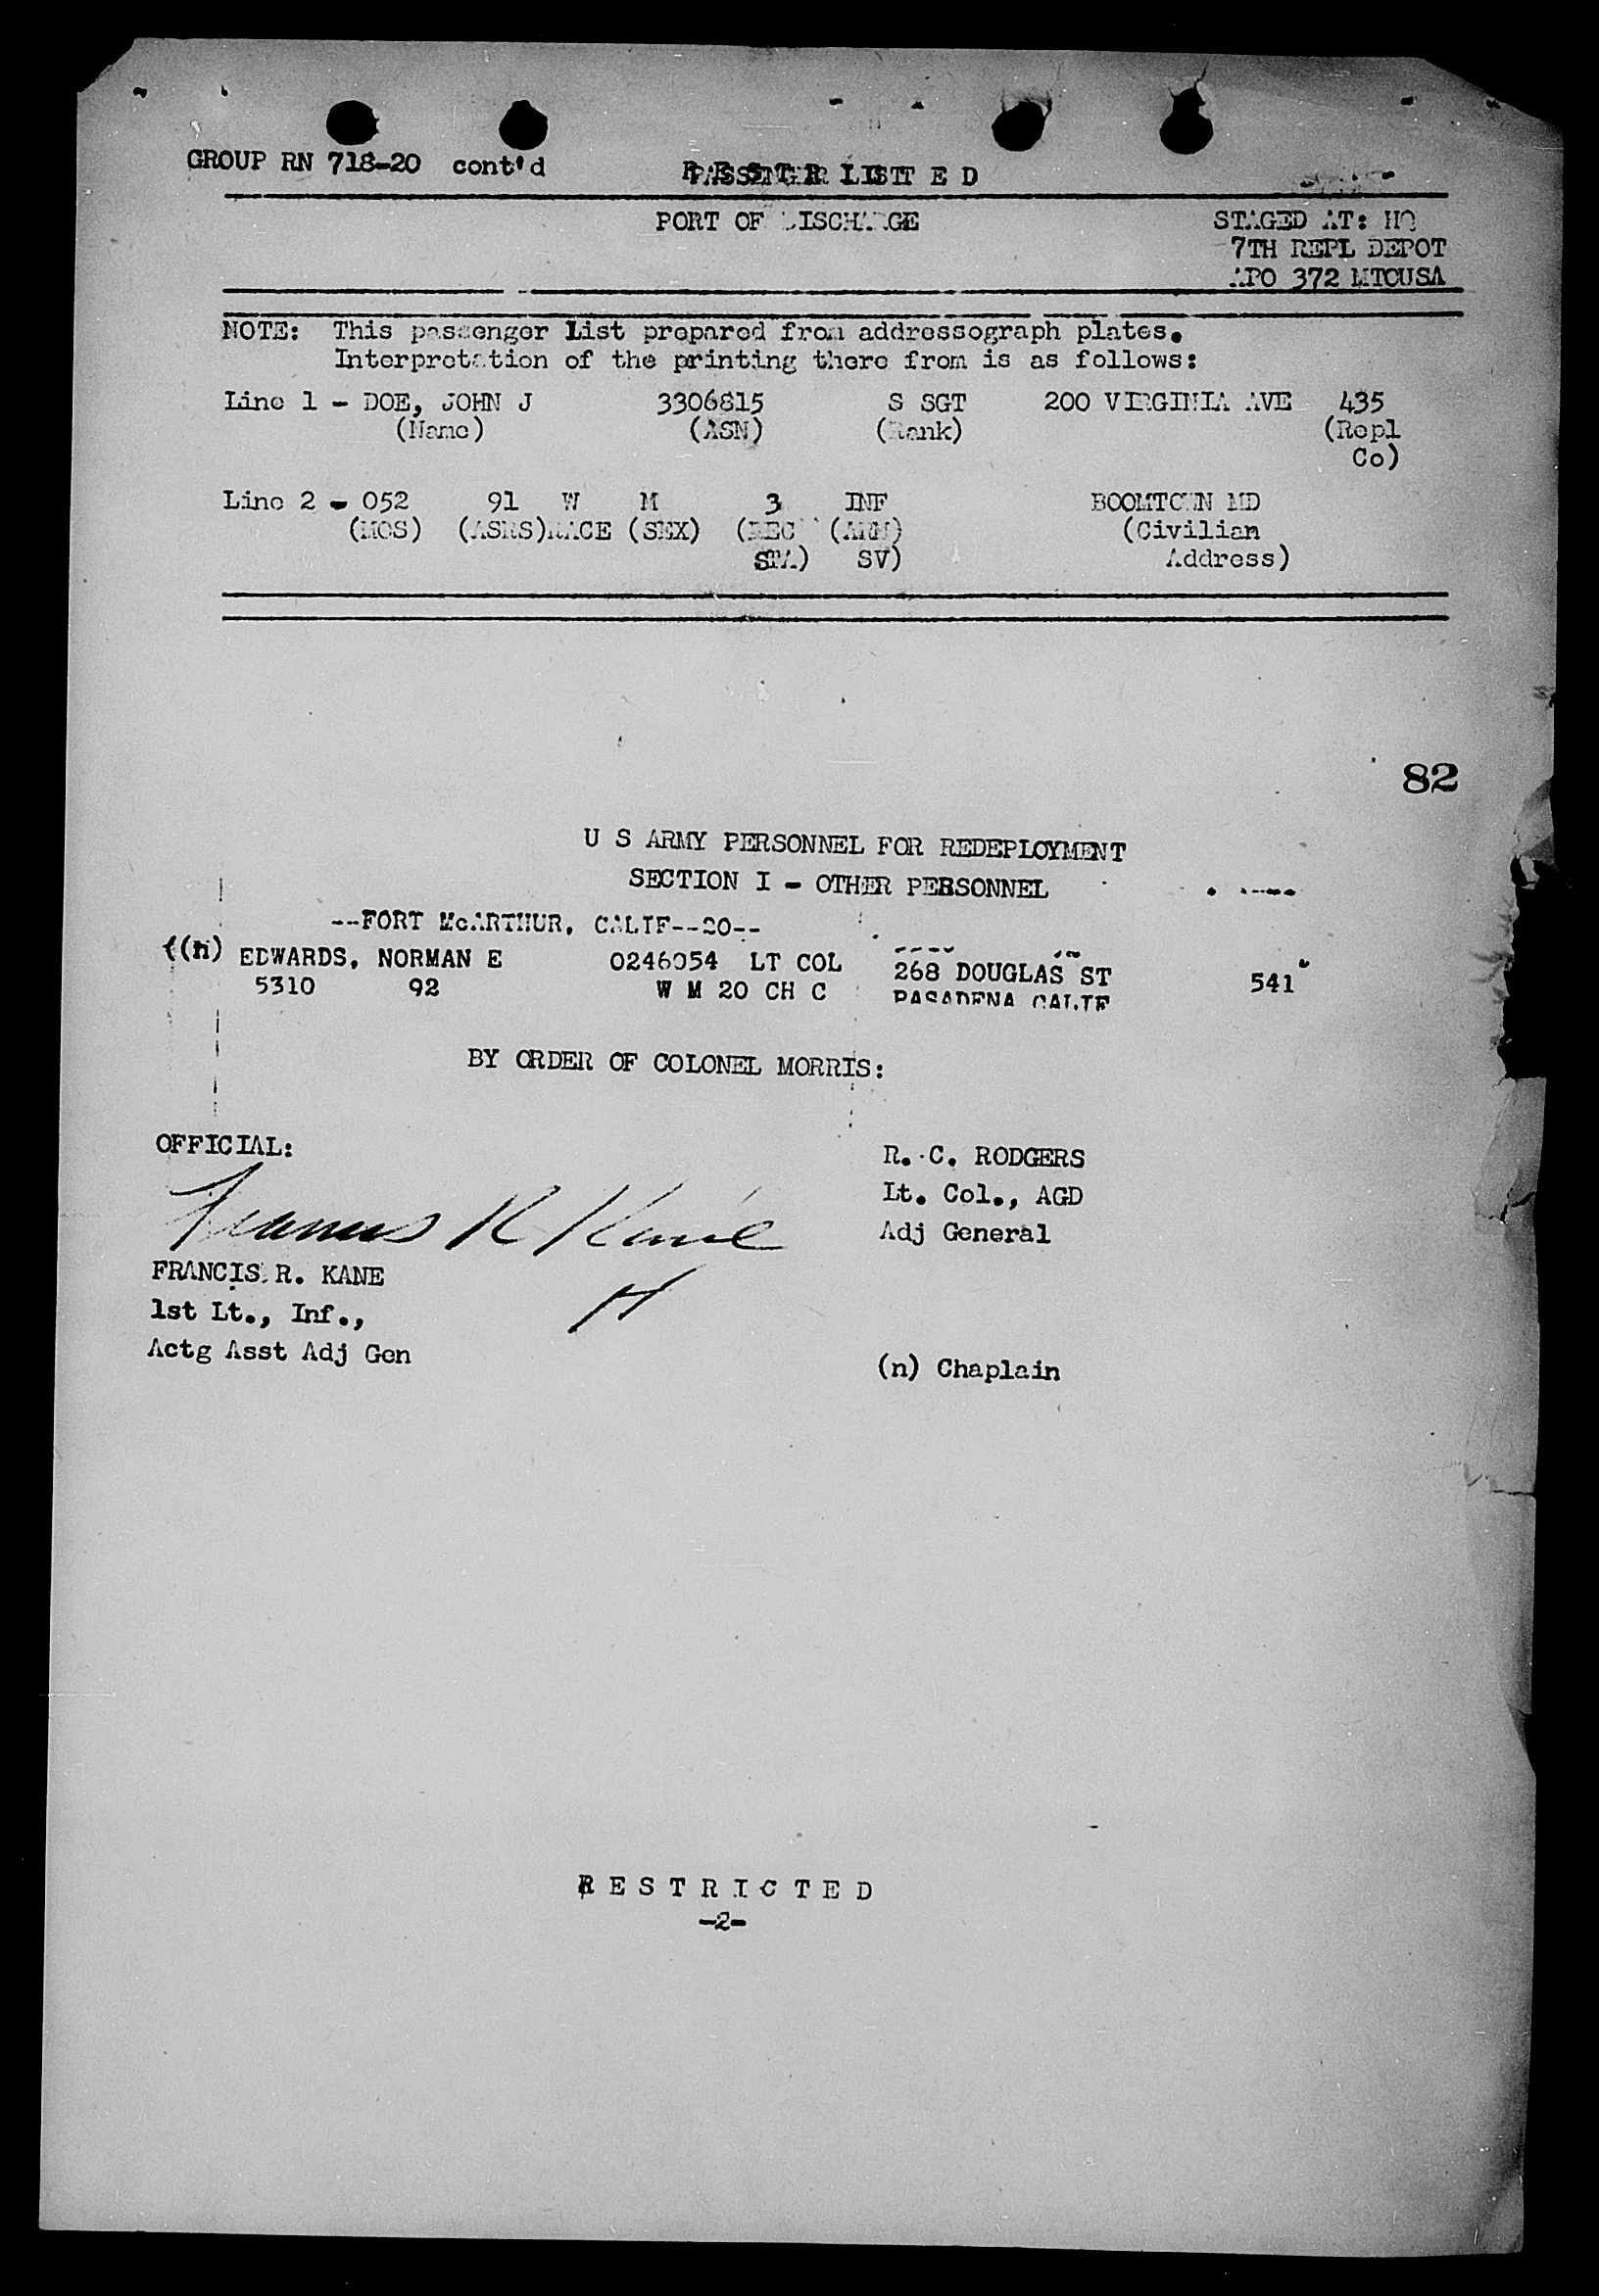 GROUP RN 718-20 cont'd
R E S T R I C T E D
PASSENGER LIST
PORT OF DISCHARGE
STAGED AT: HQ
7TH REPL DEPOT
APO 372 MTOUSA
NOTE: This passenger List prepared from addressograph plates.
Interpretation of the printing there from is as follows:
Line 1 - DOE, JOHN J 3306815 S SGT 200 VIRGINIA AVE 435
(Name) (ASN) (Rank) (Repl
Co)
Line 2 - 052 91 W M 3 INF BOOMTOWN MD
(MOS) (ASRS) RACE (SEX) (REC (ARM) (Civilian
STA) SV) Address)
82
U S ARMY PERSONNEL FOR REDEPLOYMENT
SECTION I - OTHER PERSONNEL
--FORT McARTHUR, CALIF--20--
(n) EDWARDS, NORMAN E 0246054 LT COL 268 DOUGLAS ST 541
5310 92 W M 20 CH C PASADENA CALIF
BY ORDER OF COLONEL MORRIS:
OFFICIAL:
R. C. RODGERS
Lt. Col., AGD
Adj General
Francis R Kane
FRANCIS R. KANE
1st Lt., Inf.,
Actg Asst Adj Gen
(n) Chaplain
R E S T R I C T E D
-2-